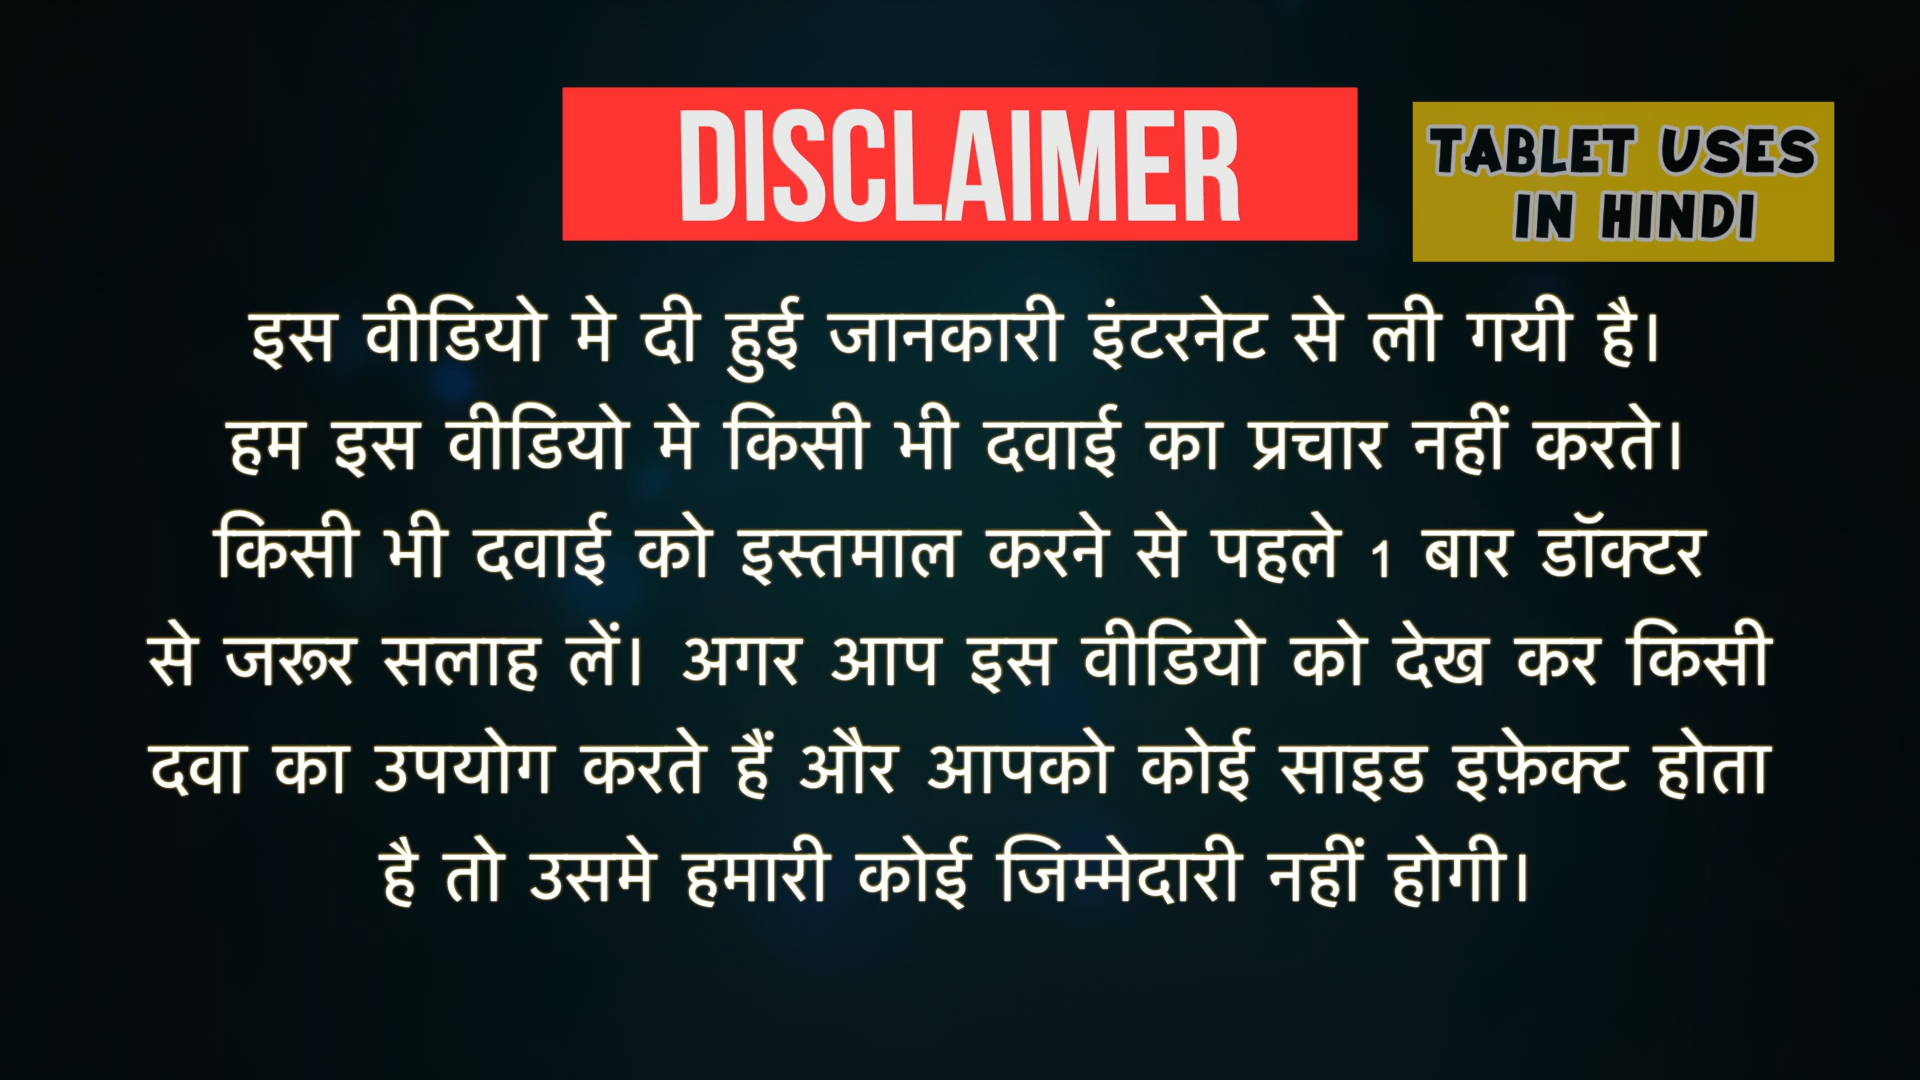 DISCLAIMER
TABLET USES
IN HINDI
इस वीडियो मे दी हुई जानकारी इंटरनेट से ली गयी है।
हम इस वीडियो मे किसी भी दवाई का प्रचार नहीं करते।
किसी भी दवाई को इस्तमाल करने से पहले 1 बार डॉक्टर
से जरूर सलाह लें। अगर आप इस वीडियो को देख कर किसी
दवा का उपयोग करते हैं और आपको कोई साइड इफ़ेक्ट होता
है तो उसमे हमारी कोई जिम्मेदारी नहीं होगी।